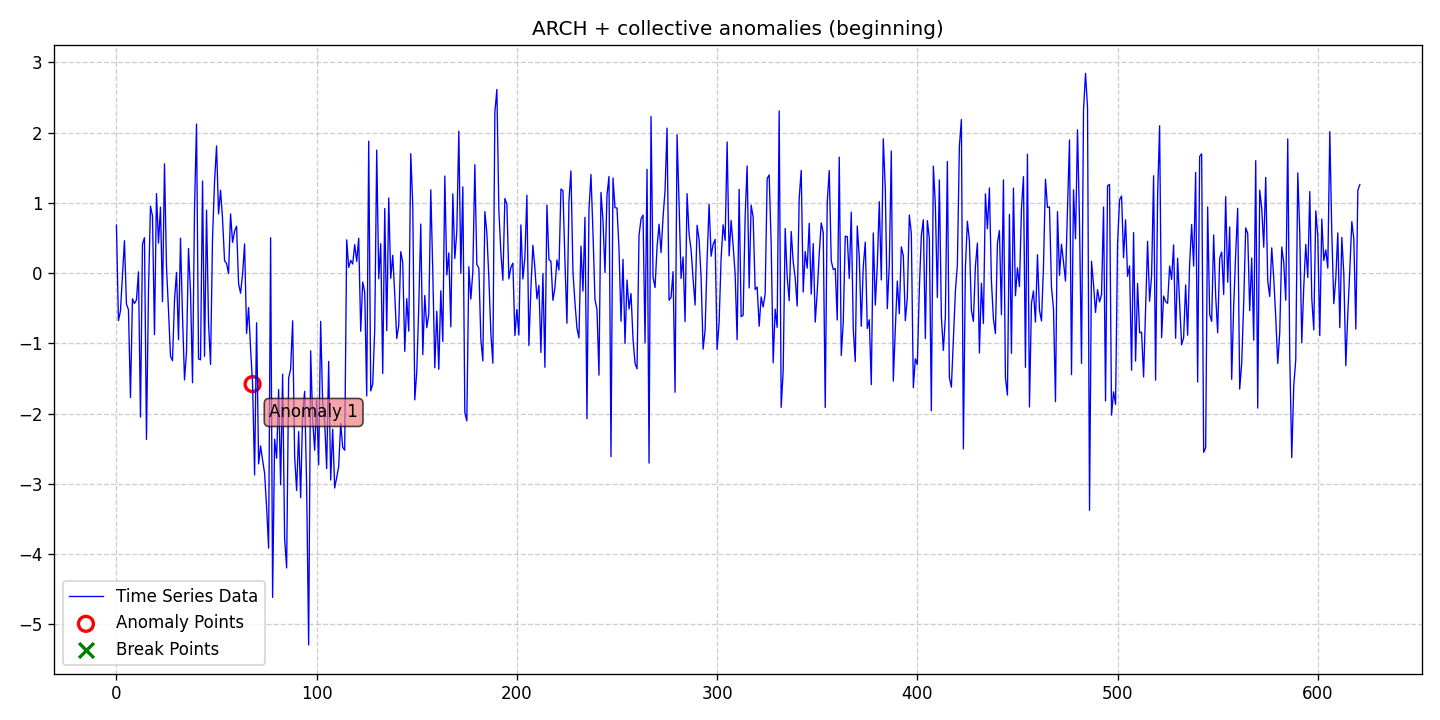 ARCH + collective anomalies (beginning)
3
2
1
0
−1
−2
−3
−4
−5
Anomaly 1
Time Series Data
Anomaly Points
Break Points
0 100 200 300 400 500 600